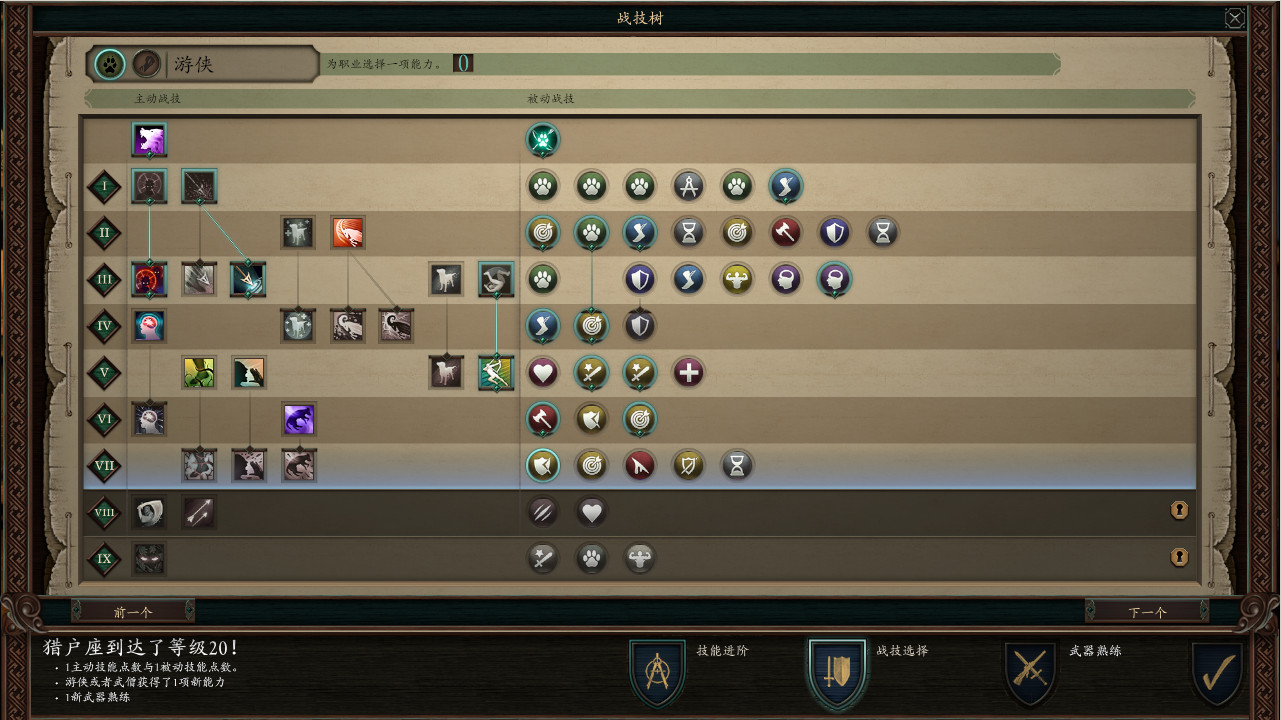 战技树
游侠
为职业选择一项能力。 0
主动战技 被动战技
I
II
III
IV
V
VI
VII
VIII
IX
前一个 下一个
猎户座到达了等级20!
· 1主动技能点数与1被动技能点数。
· 游侠或者武僧获得了1项新能力
· 1新武器熟练
技能进阶 战技选择 武器熟练